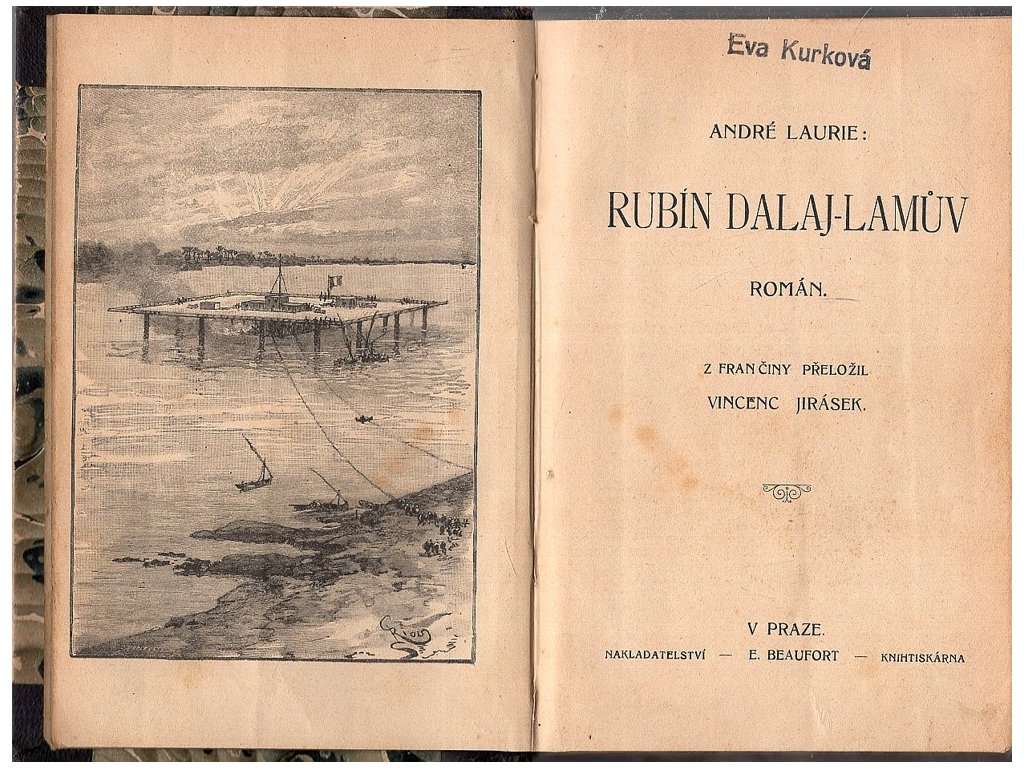 Eva Kurková
ANDRÉ LAURIE:
RUBÍN DALAJ-LAMŮV
ROMÁN.
Z FRANČINY PŘELOŽIL
VINCENC JIRÁSEK.
V PRAZE.
NAKLADATELSTVÍ — E. BEAUFORT — KNIHTISKÁRNA